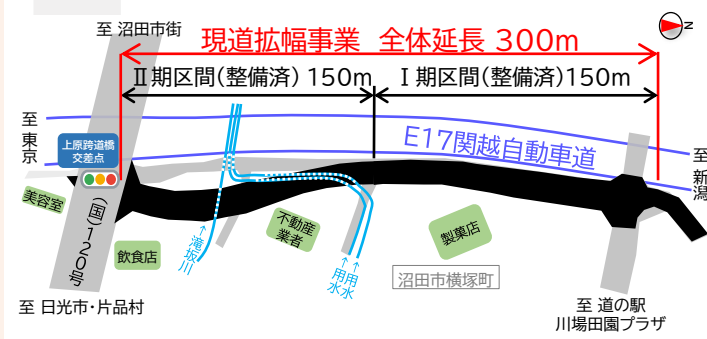 至 沼田市街
現道拡幅事業 全体延長 300m
N
Ⅱ期区間(整備済) 150m
Ⅰ期区間(整備済)150m
至 東京
上原跨道橋
交差点
E17関越自動車道
至 新潟
美容室
(国)120号
飲食店
↑滝坂川
不動産
業者
↑用水
↑用水
製菓店
沼田市横塚町
至 日光市・片品村
至 道の駅
川場田園プラザ